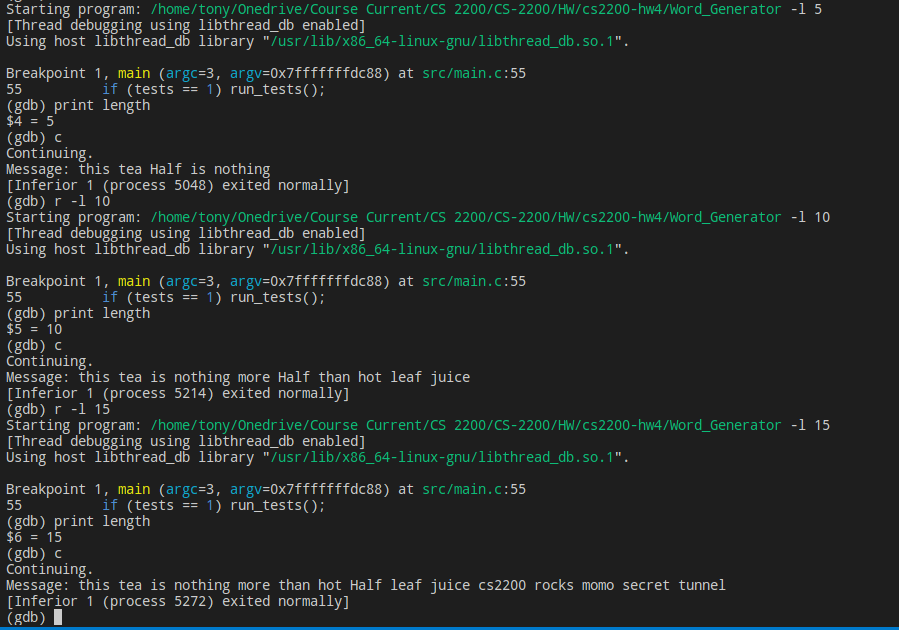 Starting program: /home/tony/Onedrive/Course Current/CS 2200/CS-2200/HW/cs2200-hw4/Word_Generator -l 5
[Thread debugging using libthread_db enabled]
Using host libthread_db library "/usr/lib/x86_64-linux-gnu/libthread_db.so.1".

Breakpoint 1, main (argc=3, argv=0x7fffffffdc88) at src/main.c:55
55          if (tests == 1) run_tests();
(gdb) print length
$4 = 5
(gdb) c
Continuing.
Message: this tea Half is nothing
[Inferior 1 (process 5048) exited normally]
(gdb) r -l 10
Starting program: /home/tony/Onedrive/Course Current/CS 2200/CS-2200/HW/cs2200-hw4/Word_Generator -l 10
[Thread debugging using libthread_db enabled]
Using host libthread_db library "/usr/lib/x86_64-linux-gnu/libthread_db.so.1".

Breakpoint 1, main (argc=3, argv=0x7fffffffdc88) at src/main.c:55
55          if (tests == 1) run_tests();
(gdb) print length
$5 = 10
(gdb) c
Continuing.
Message: this tea is nothing more Half than hot leaf juice
[Inferior 1 (process 5214) exited normally]
(gdb) r -l 15
Starting program: /home/tony/Onedrive/Course Current/CS 2200/CS-2200/HW/cs2200-hw4/Word_Generator -l 15
[Thread debugging using libthread_db enabled]
Using host libthread_db library "/usr/lib/x86_64-linux-gnu/libthread_db.so.1".

Breakpoint 1, main (argc=3, argv=0x7fffffffdc88) at src/main.c:55
55          if (tests == 1) run_tests();
(gdb) print length
$6 = 15
(gdb) c
Continuing.
Message: this tea is nothing more than hot Half leaf juice cs2200 rocks momo secret tunnel
[Inferior 1 (process 5272) exited normally]
(gdb)